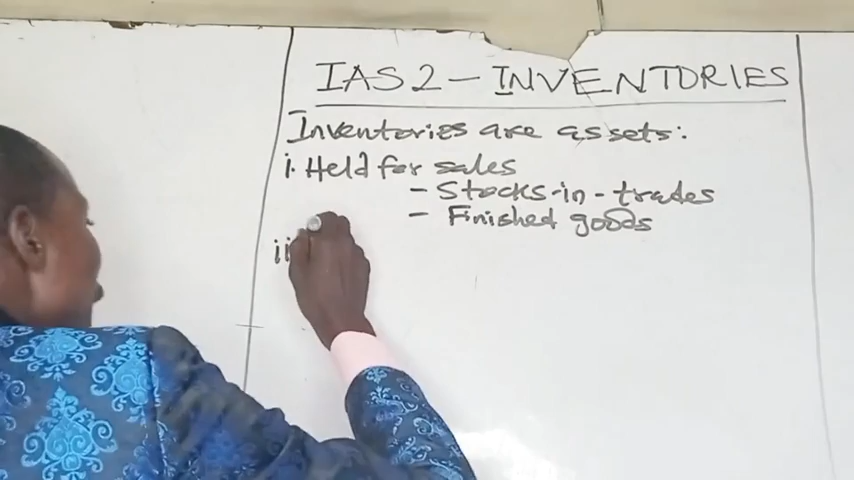 IAS 2 - INVENTORIES
Inventories are assets:
i. Held for sales
- Stocks-in-trades
- Finished goods
ii